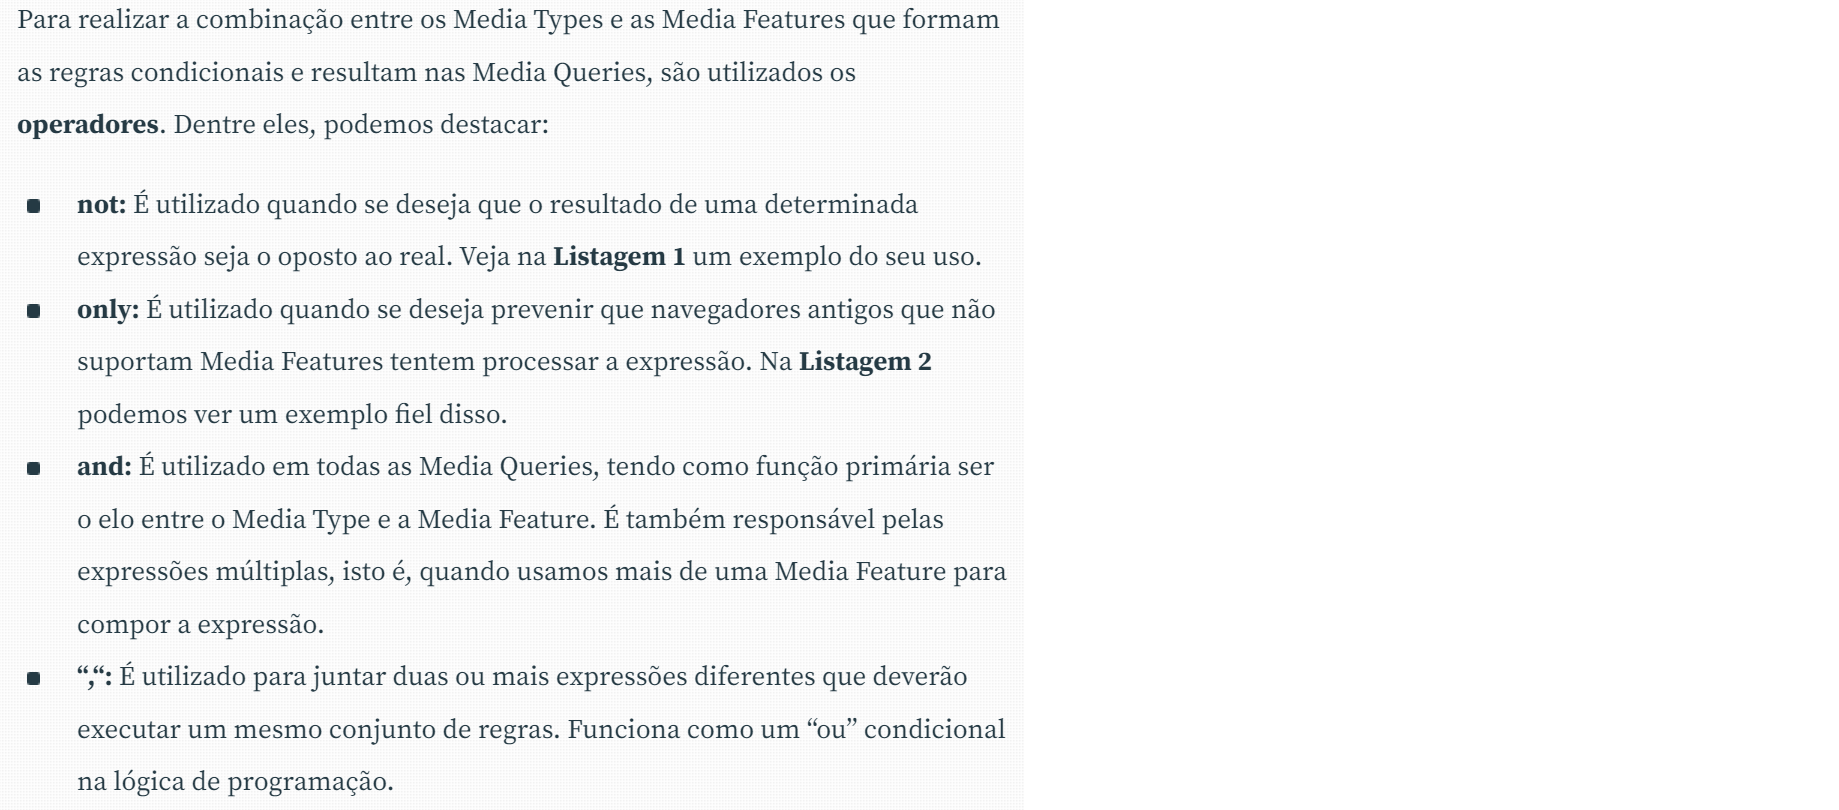 Para realizar a combinação entre os Media Types e as Media Features que formam
as regras condicionais e resultam nas Media Queries, são utilizados os
operadores. Dentre eles, podemos destacar:
not: É utilizado quando se deseja que o resultado de uma determinada
expressão seja o oposto ao real. Veja na Listagem 1 um exemplo do seu uso.
only: É utilizado quando se deseja prevenir que navegadores antigos que não
suportam Media Features tentem processar a expressão. Na Listagem 2
podemos ver um exemplo fiel disso.
and: É utilizado em todas as Media Queries, tendo como função primária ser
o elo entre o Media Type e a Media Feature. É também responsável pelas
expressões múltiplas, isto é, quando usamos mais de uma Media Feature para
compor a expressão.
“,“: É utilizado para juntar duas ou mais expressões diferentes que deverão
executar um mesmo conjunto de regras. Funciona como um “ou” condicional
na lógica de programação.